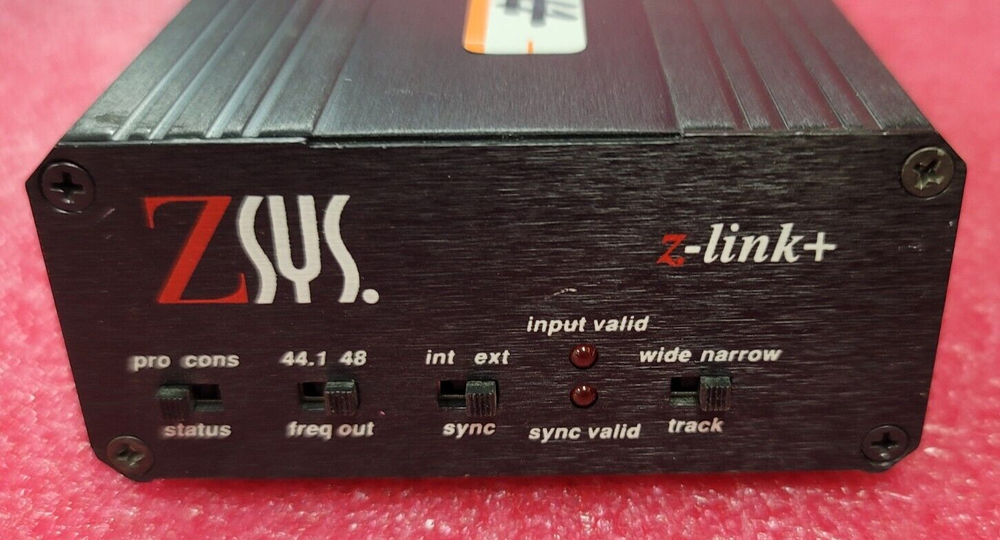 #
Zsys.
z-link+
input valid
pro cons 44.1 48 int ext wide narrow
status freq out sync sync valid track